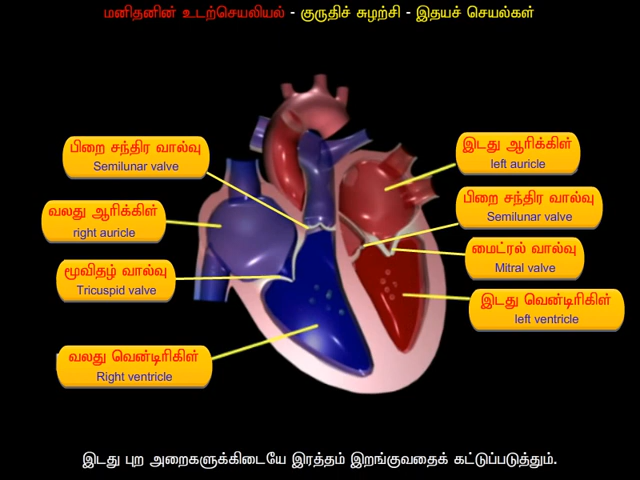 மனிதனின் உடற்செயலியல் - குருதிச் சுழற்சி - இதயச் செயல்கள்
பிறை சந்திர வால்வு
Semilunar valve
வலது ஆரிக்கிள்
right auricle
மூவிதழ் வால்வு
Tricuspid valve
வலது வென்டிரிகிள்
Right ventricle
இடது ஆரிக்கிள்
left auricle
பிறை சந்திர வால்வு
Semilunar valve
மைட்ரல் வால்வு
Mitral valve
இடது வென்டிரிகிள்
left ventricle
இடது புற அறைகளுக்கிடையே இரத்தம் இறங்குவதைக் கட்டுப்படுத்தும்.